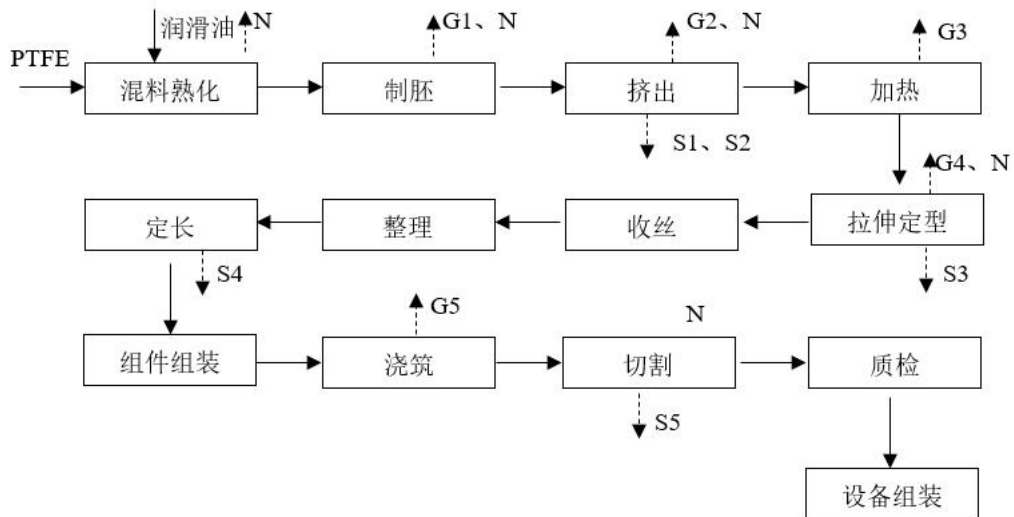 润滑油 N G1、N G2、N G3
PTFE
混料熟化 制胚 挤出 加热
S1、S2
G4、N
定长 整理 收丝 拉伸定型
S4 S3
G5 N
组件组装 浇筑 切割 质检
S5
设备组装